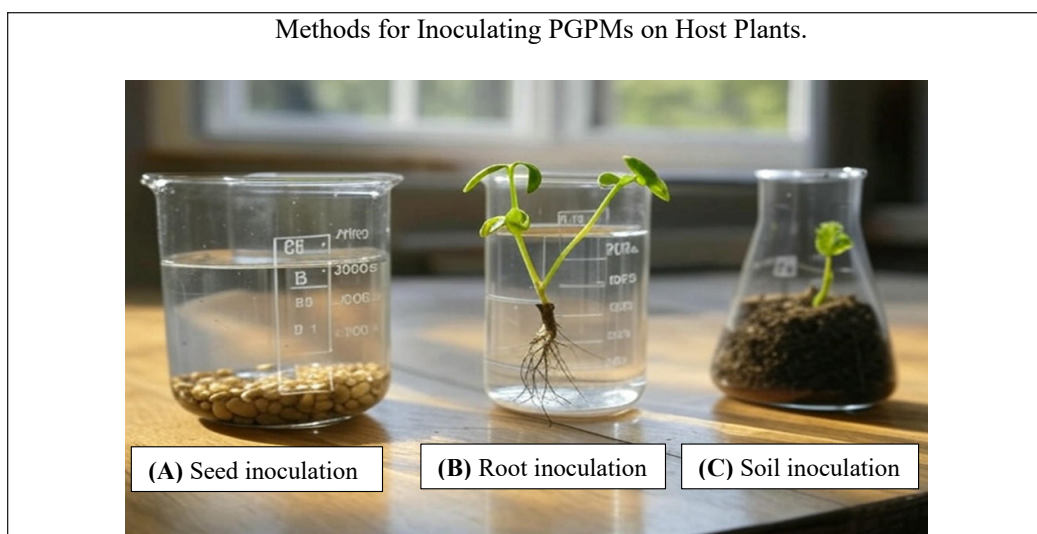 Methods for Inoculating PGPMs on Host Plants.
(A) Seed inoculation
(B) Root inoculation
(C) Soil inoculation